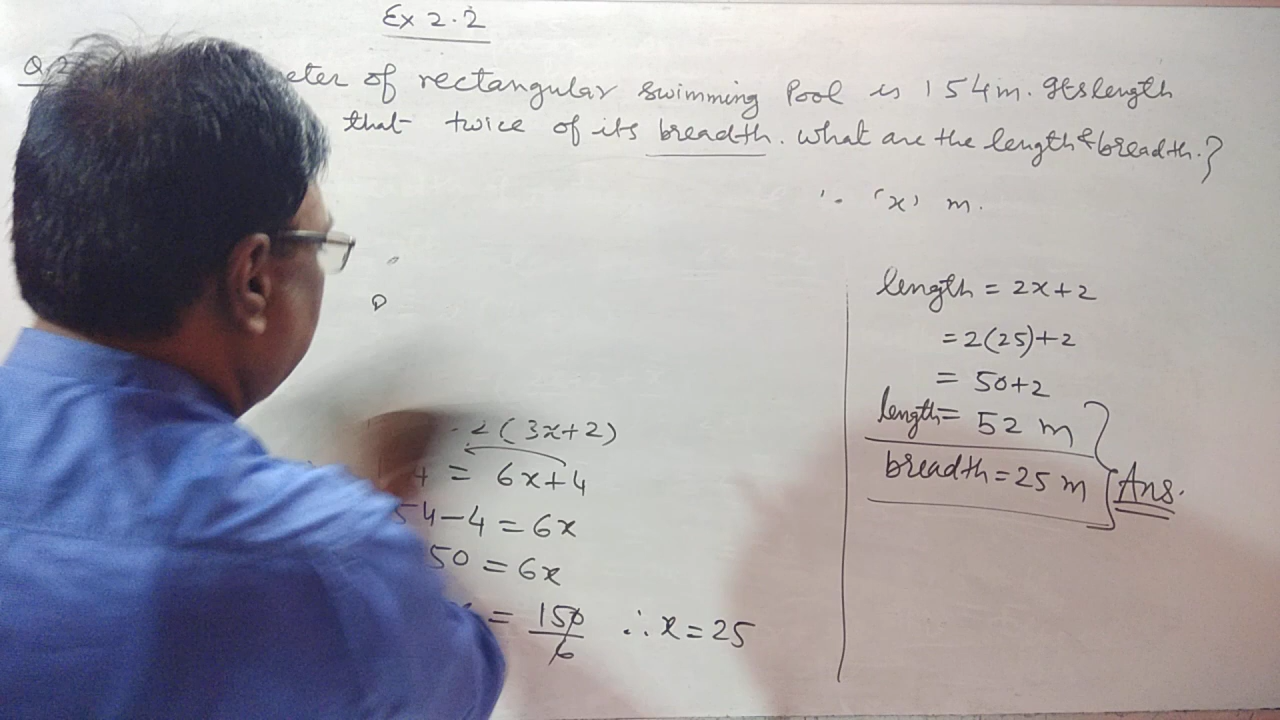 Ex 2.2
Q 2 eter of rectangular swimming Pool is 154m. Its length
that twice of its breadth. What are the length & breadth.?
'x' m.
2(3x+2)
4 = 6x+4
54-4 = 6x
50 = 6x
= 150/6 ∴ x = 25
length = 2x+2
= 2(25)+2
= 50+2
length = 52 m
breadth = 25 m Ans.